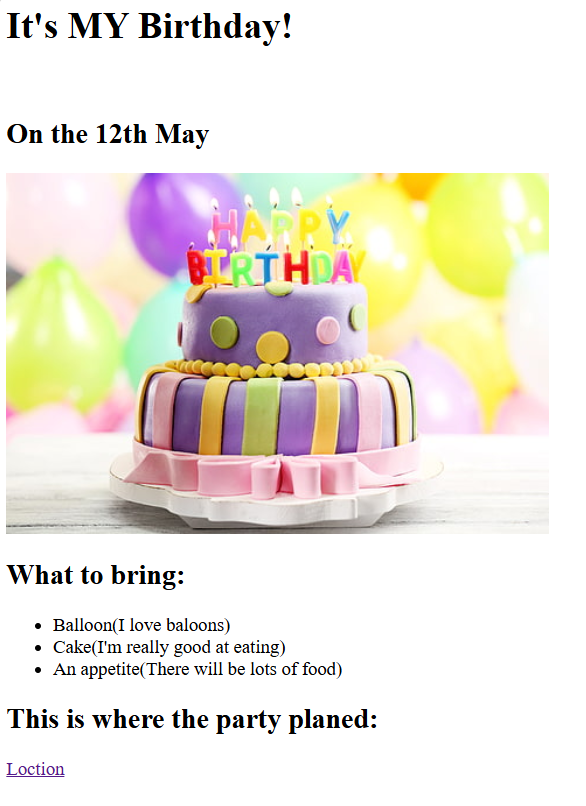 It's MY Birthday!
On the 12th May
HAPPY
BIRTHDAY
What to bring:
Balloon(I love baloons)
Cake(I'm really good at eating)
An appetite(There will be lots of food)
This is where the party planed:
Loction